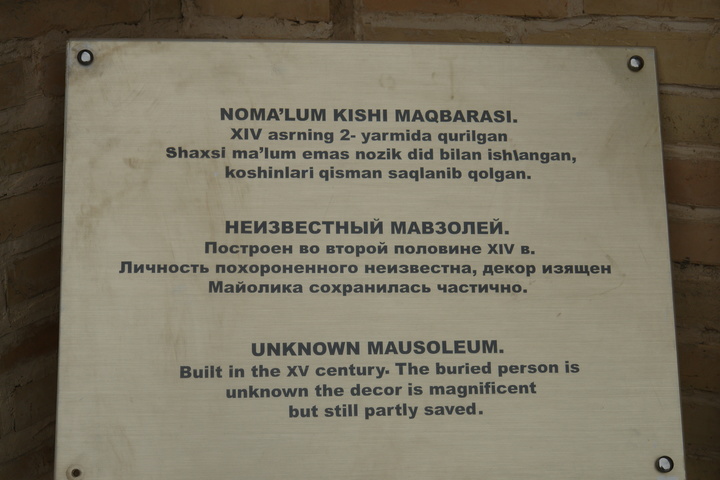 NOMA'LUM KISHI MAQBARASI.
XIV asrning 2- yarmida qurilgan
Shaxsi ma'lum emas nozik did bilan ish\angan,
koshinlari qisman saqlanib qolgan.
НЕИЗВЕСТНЫЙ МАВЗОЛЕЙ.
Построен во второй половине XIV в.
Личность похороненного неизвестна, декор изящен
Майолика сохранилась частично.
UNKNOWN MAUSOLEUM.
Built in the XV century. The buried person is
unknown the decor is magnificent
but still partly saved.